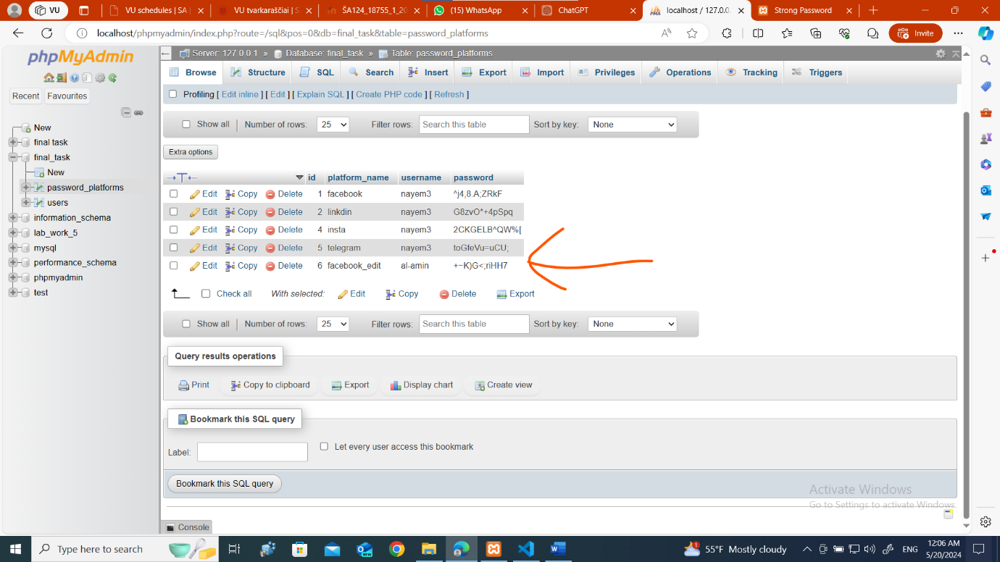 VU
VU schedules | SA |
VU tvarkaraščiai | S
ŠA124_18755_1_20
(15) WhatsApp
ChatGPT
localhost / 127.0.0.
Strong Password
localhost/phpmyadmin/index.php?route=/sql&pos=0&db=final_task&table=password_platforms
Invite
phpMyAdmin
Recent Favourites
New
final task
final_task
New
password_platforms
users
information_schema
lab_work_5
mysql
performance_schema
phpmyadmin
test
Server: 127.0.0.1 » Database: final_task » Table: password_platforms
Browse Structure SQL Search Insert Export Import Privileges Operations Tracking Triggers
Profiling [ Edit inline ] [ Edit ] [ Explain SQL ] [ Create PHP code ] [ Refresh ]
Show all | Number of rows: 25 Filter rows: Search this table Sort by key: None
Extra options
id platform_name username password
Edit Copy Delete 1 facebook nayem3 ^j4,8.A;ZRkF
Edit Copy Delete 2 linkdin nayem3 G8zvO*+4pSpq
Edit Copy Delete 4 insta nayem3 2CKGELB^QW%[
Edit Copy Delete 5 telegram nayem3 toGfeVu=uCU;
Edit Copy Delete 6 facebook_edit al-amin +~K)G<;riHH7
Check all With selected: Edit Copy Delete Export
Show all | Number of rows: 25 Filter rows: Search this table Sort by key: None
Query results operations
Print Copy to clipboard Export Display chart Create view
Bookmark this SQL query
Label: Let every user access this bookmark
Bookmark this SQL query
Console
Activate Windows
Go to Settings to activate Windows.
Type here to search
1 55°F Mostly cloudy
ENG
12:06 AM
5/20/2024